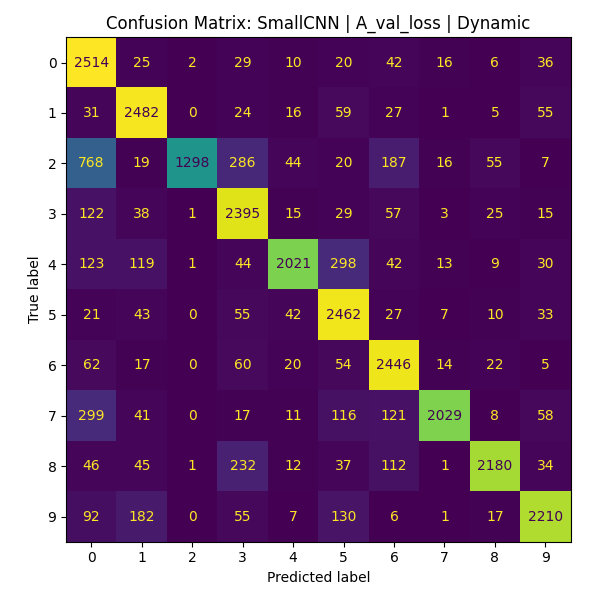 Confusion Matrix: SmallCNN | A_val_loss | Dynamic
0 2514 25 2 29 10 20 42 16 6 36
1 31 2482 0 24 16 59 27 1 5 55
2 768 19 1298 286 44 20 187 16 55 7
3 122 38 1 2395 15 29 57 3 25 15
4 123 119 1 44 2021 298 42 13 9 30
5 21 43 0 55 42 2462 27 7 10 33
6 62 17 0 60 20 54 2446 14 22 5
7 299 41 0 17 11 116 121 2029 8 58
8 46 45 1 232 12 37 112 1 2180 34
9 92 182 0 55 7 130 6 1 17 2210
0 1 2 3 4 5 6 7 8 9
Predicted label
True label